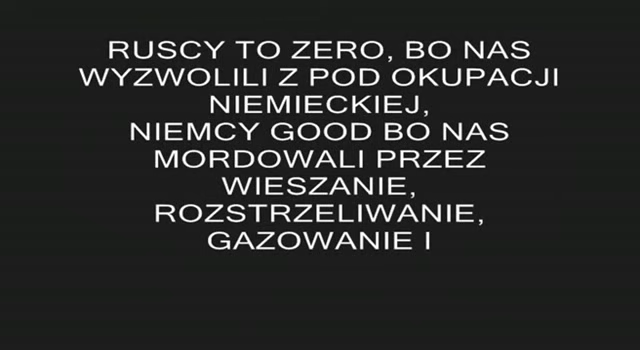 RUSCY TO ZERO, BO NAS
WYZWOLILI Z POD OKUPACJI
NIEMIECKIEJ,
NIEMCY GOOD BO NAS
MORDOWALI PRZEZ
WIESZANIE,
ROZSTRZELIWANIE,
GAZOWANIE I